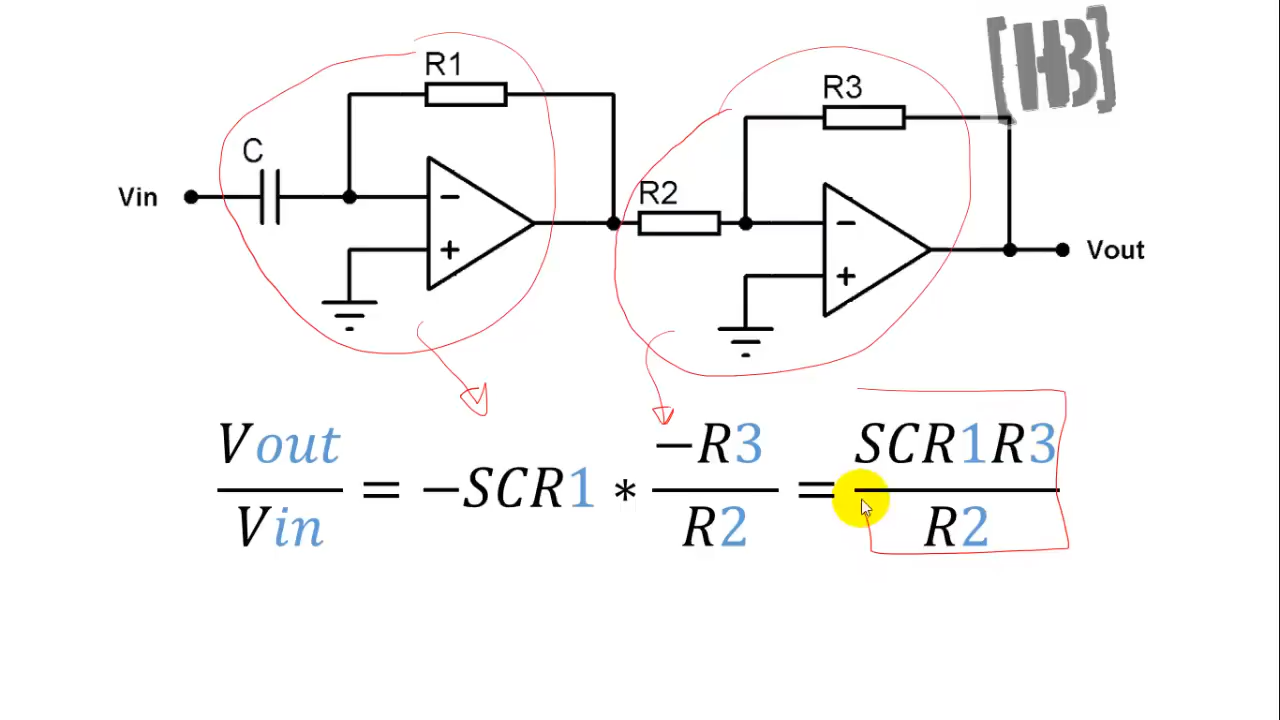 [HB]
R1
R3
C
Vin
R2
Vout
Vout/Vin = −SCR1 * −R3/R2 = SCR1R3/R2